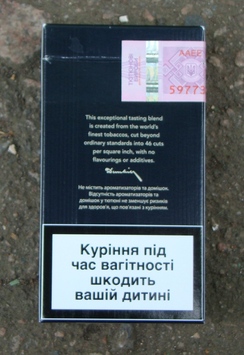 ААЕГ
59773
This exceptional tasting blend
is created from the world's
finest tobaccos, cut beyond
ordinary standards into 46 cuts
per square inch, with no
flavourings or additives.
Не містить ароматизаторів та домішок.
Відсутність ароматизаторів та
домішок у тютюні не зменшує ризиків
для здоров'я, що пов'язані з курінням.
Куріння під
час вагітності
шкодить
вашій дитині